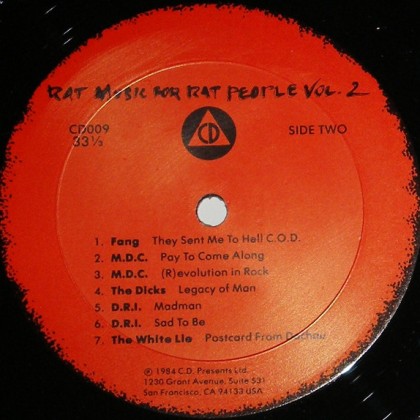 RAT MUSIC FOR RAT PEOPLE VOL. 2
CD009
33⅓
CD
SIDE TWO
1. Fang They Sent Me To Hell C.O.D.
2. M.D.C. Pay To Come Along
3. M.D.C. (R)evolution in Rock
4. The Dicks Legacy of Man
5. D.R.I. Madman
6. D.R.I. Sad To Be
7. The White Lie Postcard From Dachau
℗ 1984 C.D. Presents Ltd.
1230 Grant Avenue, Suite 531
San Francisco, CA 94133 USA